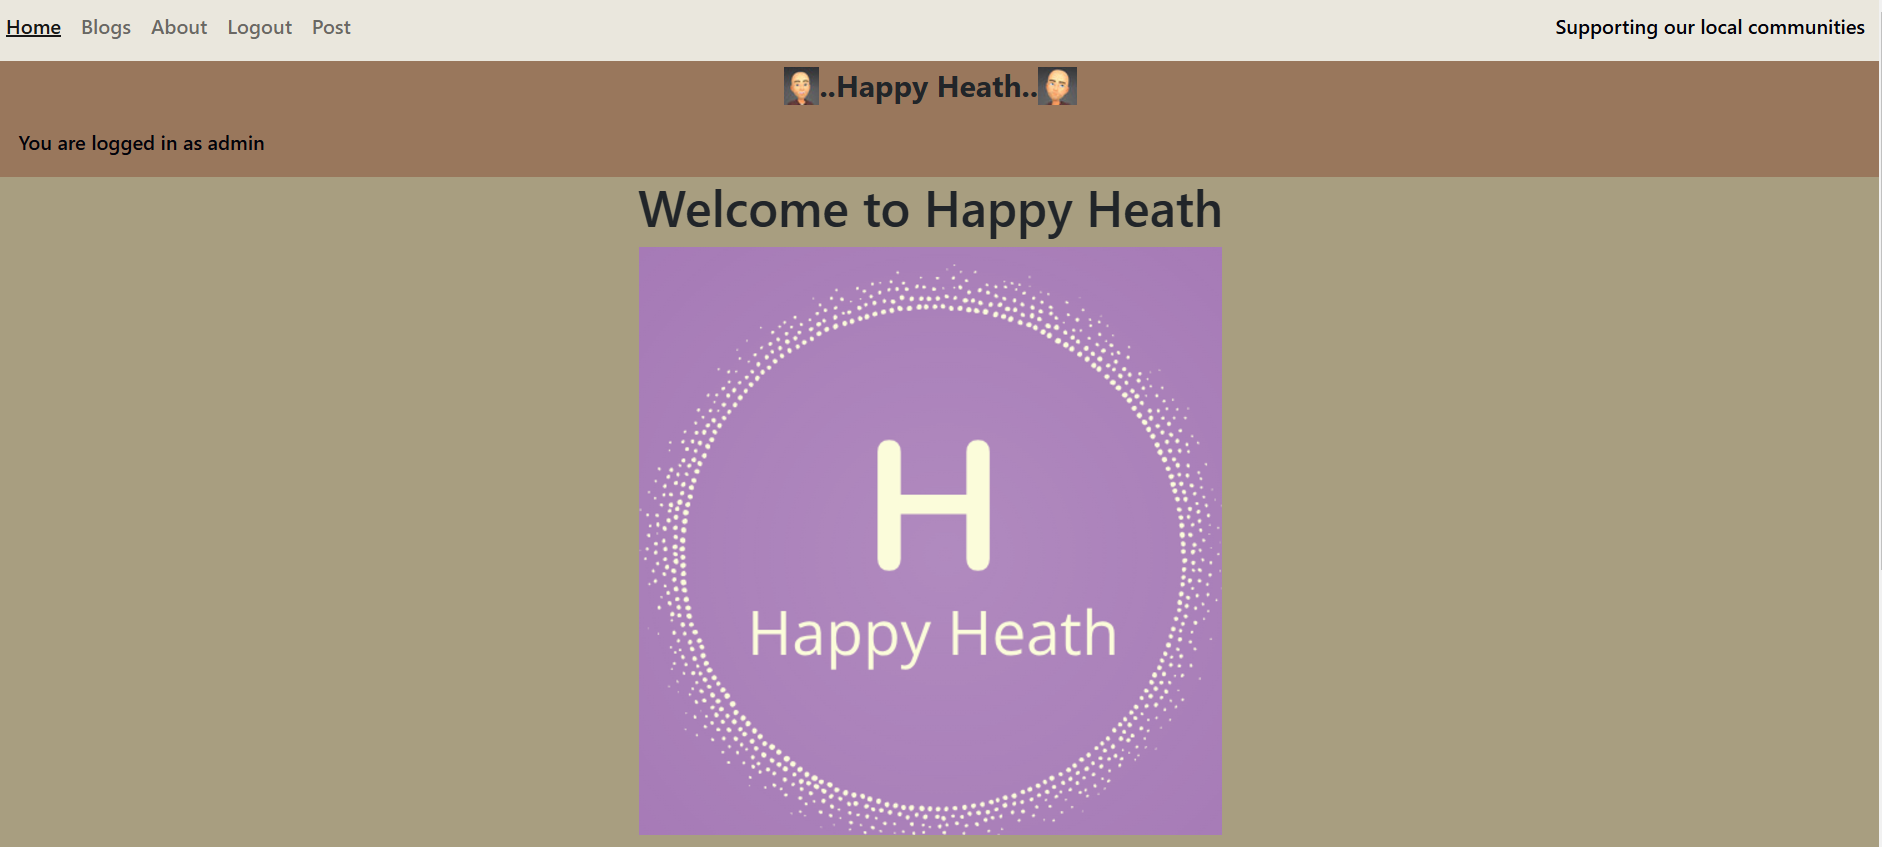 Home Blogs About Logout Post Supporting our local communities
..Happy Heath..
You are logged in as admin
Welcome to Happy Heath
H
Happy Heath